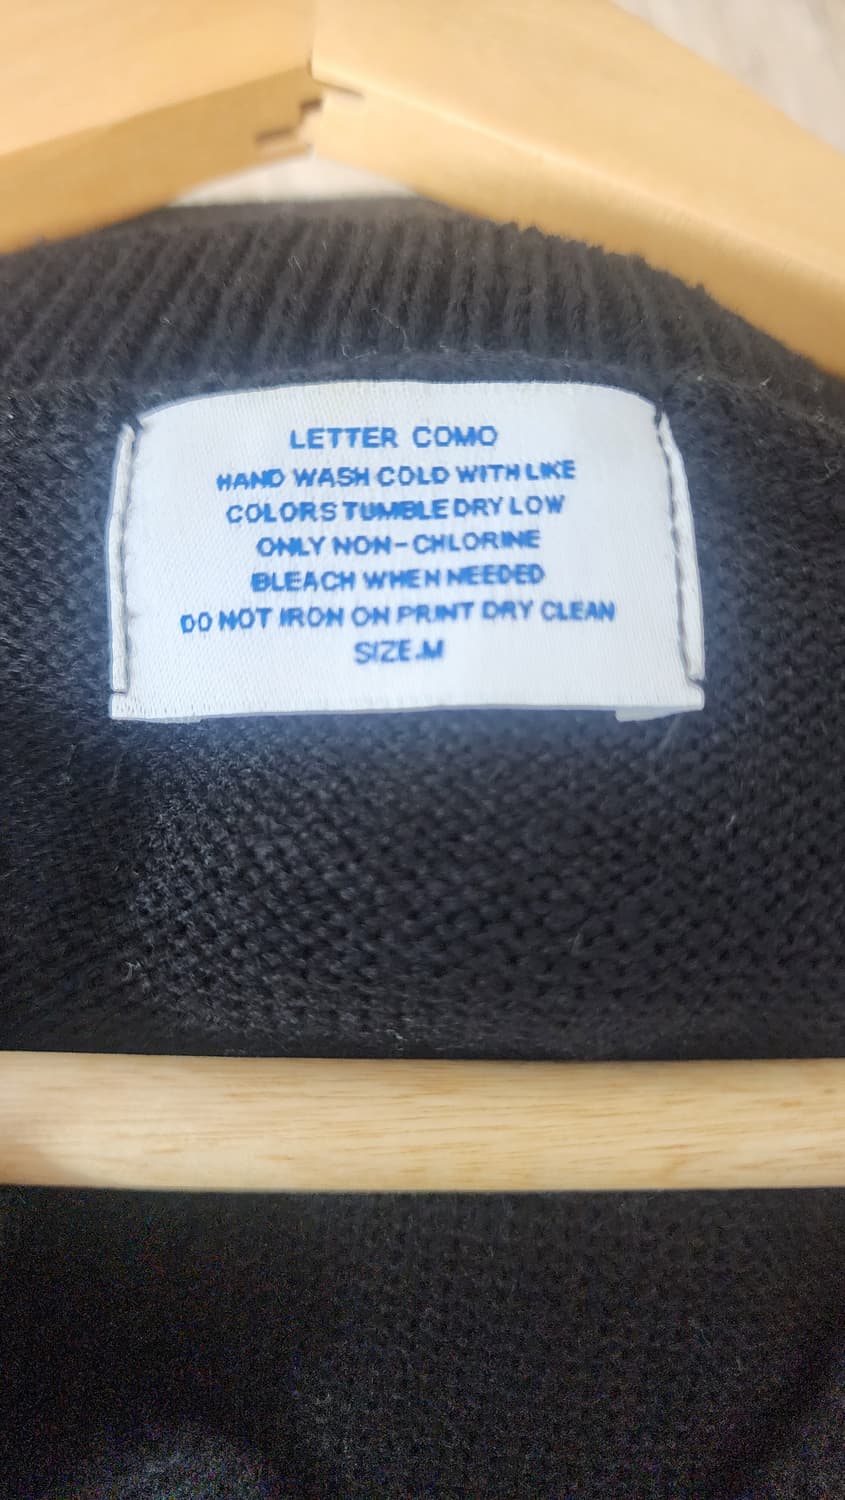 LETTER COMO
HAND WASH COLD WITH LIKE
COLORS TUMBLE DRY LOW
ONLY NON-CHLORINE
BLEACH WHEN NEEDED
DO NOT IRON ON PRINT DRY CLEAN
SIZE.M